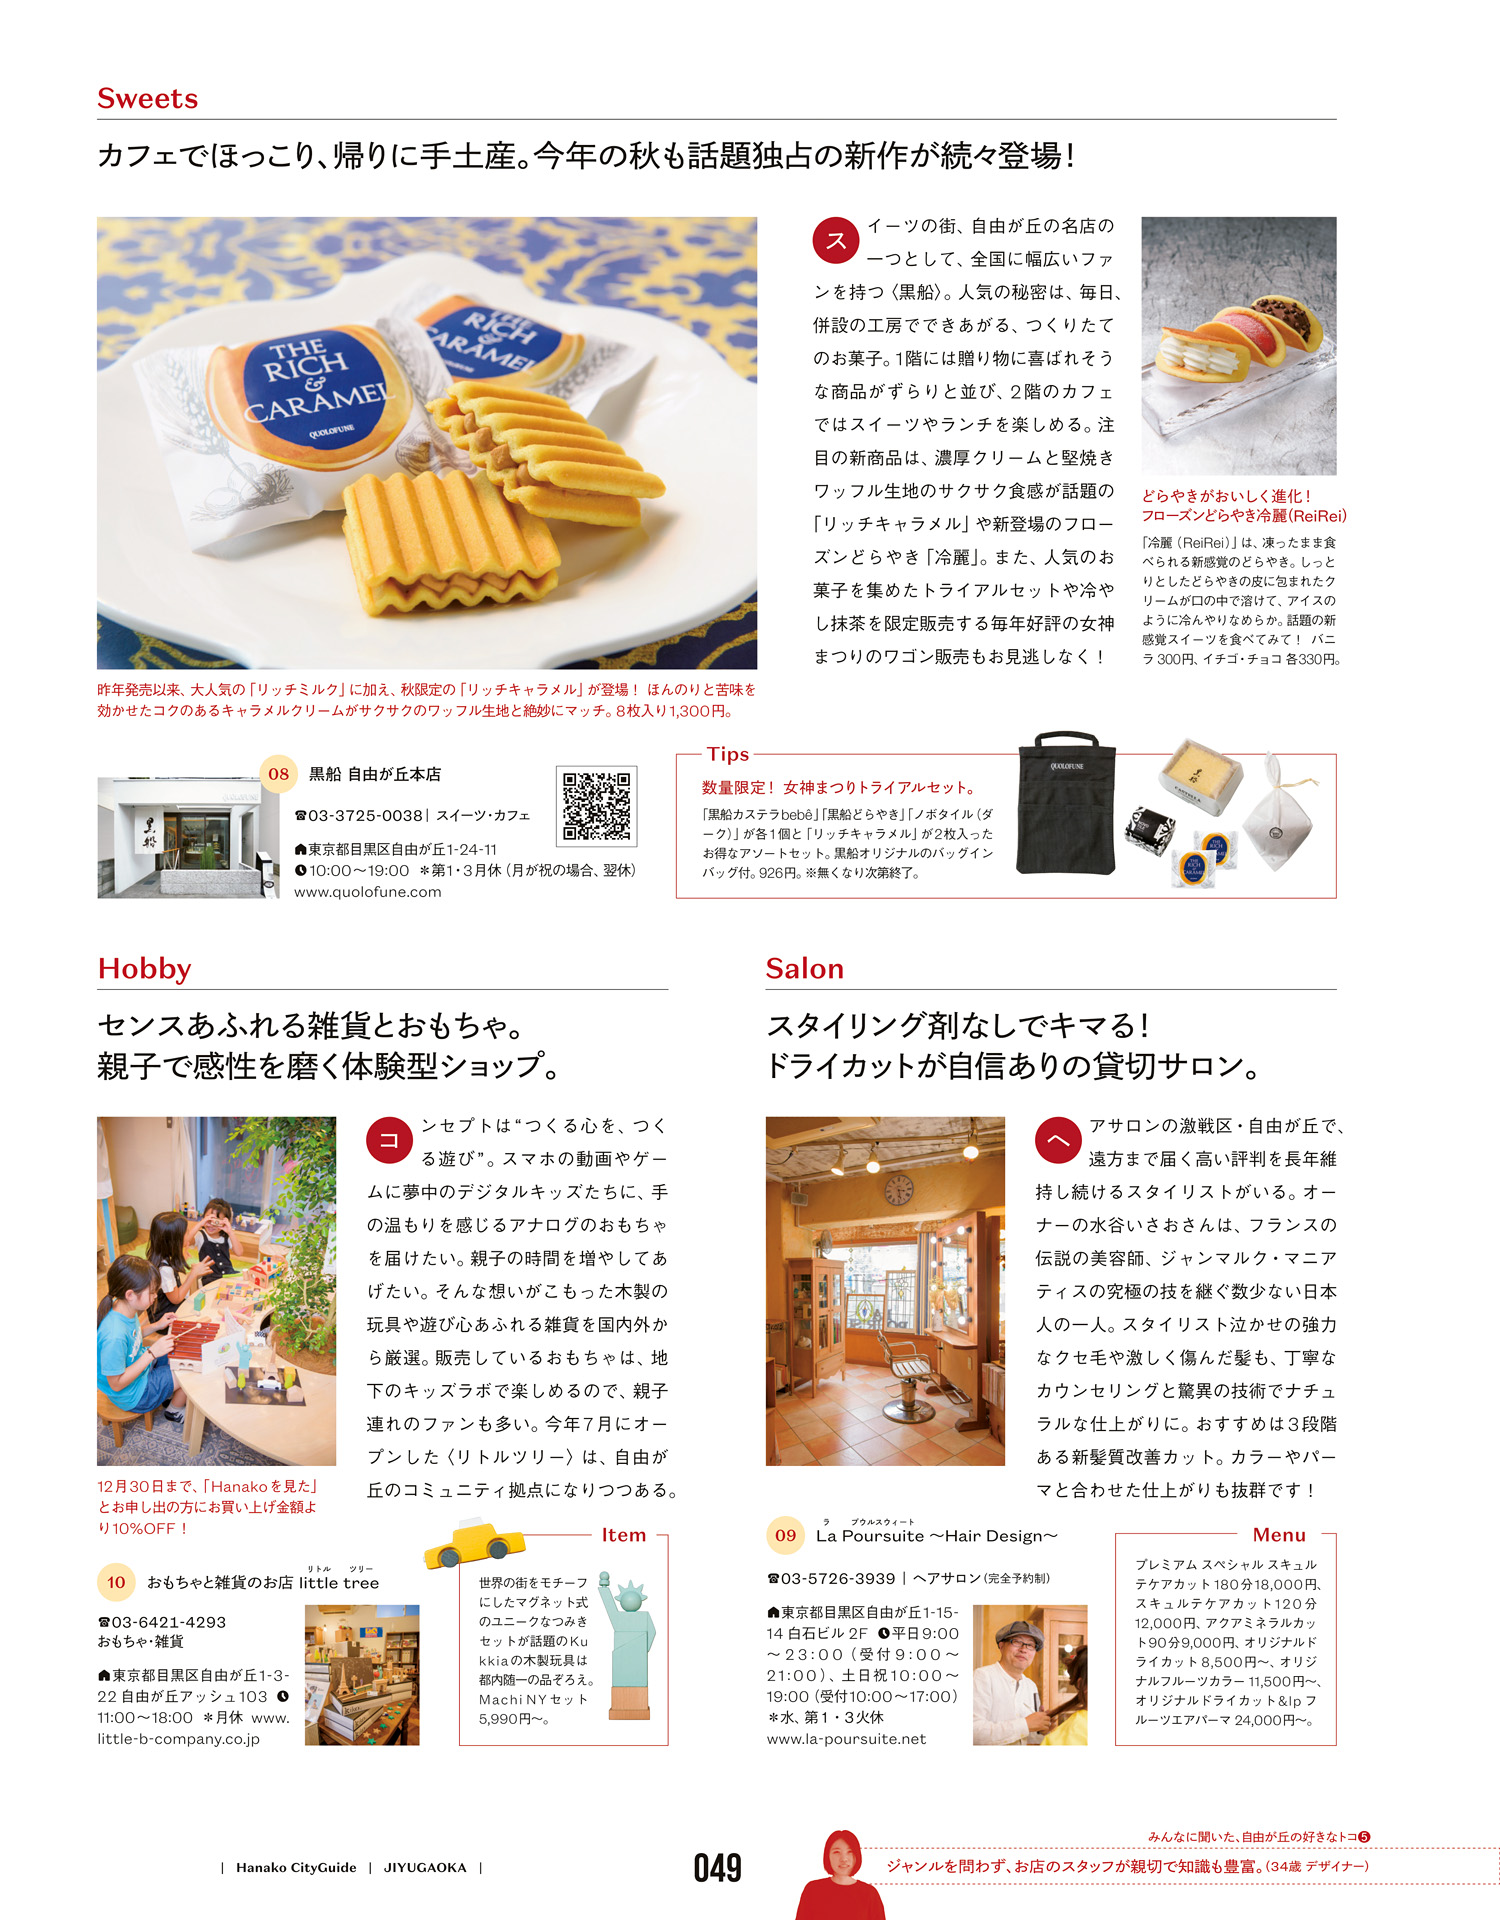 Sweets
カフェでほっこり、帰りに手土産。今年の秋も話題独占の新作が続々登場！
THE
RICH
&
CARAMEL
QUOLOFUNE
THE
RICH
&
CARAMEL
昨年発売以来、大人気の「リッチミルク」に加え、秋限定の「リッチキャラメル」が登場！ ほんのりと苦味を
効かせたコクのあるキャラメルクリームがサクサクのワッフル生地と絶妙にマッチ。8枚入り1,300円。
スイーツの街、自由が丘の名店の
一つとして、全国に幅広いファ
ンを持つ〈黒船〉。人気の秘密は、毎日、
併設の工房でできあがる、つくりたて
のお菓子。1階には贈り物に喜ばれそう
な商品がずらりと並び、2階のカフェ
ではスイーツやランチを楽しめる。注
目の新商品は、濃厚クリームと堅焼き
ワッフル生地のサクサク食感が話題の
「リッチキャラメル」や新登場のフロー
ズンどらやき「冷麗」。また、人気のお
菓子を集めたトライアルセットや冷や
し抹茶を限定販売する毎年好評の女神
まつりのワゴン販売もお見逃しなく！
どらやきがおいしく進化！
フローズンどらやき冷麗（ReiRei）
「冷麗（ReiRei）」は、凍ったまま食
べられる新感覚のどらやき。しっと
りとしたどらやきの皮に包まれたク
リームが口の中で溶けて、アイスの
ように冷んやりなめらか。話題の新
感覚スイーツを食べてみて！ バニ
ラ300円、イチゴ・チョコ各330円。
08 黒船 自由が丘本店
QUOLOFUNE
黒船
☎03-3725-0038| スイーツ・カフェ
東京都目黒区自由が丘1-24-11
10:00〜19:00 ＊第1・3月休（月が祝の場合、翌休）
www.quolofune.com
Tips
数量限定！ 女神まつりトライアルセット。
「黒船カステラbebê」「黒船どらやき」「ノボタイル（ダ
ーク）」が各1個と「リッチキャラメル」が2枚入った
お得なアソートセット。黒船オリジナルのバッグイン
バッグ付。926円。※無くなり次第終了。
QUOLOFUNE
黒船
CASTELLA
THE
RICH
CARAMEL
THE
RICH
CARAMEL
Hobby
センスあふれる雑貨とおもちゃ。
親子で感性を磨く体験型ショップ。
12月30日まで、「Hanakoを見た」
とお申し出の方にお買い上げ金額よ
り10%OFF！
コンセプトは“つくる心を、つく
る遊び”。スマホの動画やゲー
ムに夢中のデジタルキッズたちに、手
の温もりを感じるアナログのおもちゃ
を届けたい。親子の時間を増やしてあ
げたい。そんな想いがこもった木製の
玩具や遊び心あふれる雑貨を国内外か
ら厳選。販売しているおもちゃは、地
下のキッズラボで楽しめるので、親子
連れのファンも多い。今年7月にオー
プンした〈リトルツリー〉は、自由が
丘のコミュニティ拠点になりつつある。
リトル ツリー
10 おもちゃと雑貨のお店 little tree
☎03-6421-4293
おもちゃ・雑貨
東京都目黒区自由が丘1-3-
22 自由が丘アッシュ103
11:00〜18:00 ＊月休 www.
little-b-company.co.jp
Item
世界の街をモチーフ
にしたマグネット式
のユニークなつみき
セットが話題のKu
kkiaの木製玩具は
都内随一の品ぞろえ。
Machi NYセット
5,990円〜。
Salon
スタイリング剤なしでキマる！
ドライカットが自信ありの貸切サロン。
ヘアサロンの激戦区・自由が丘で、
遠方まで届く高い評判を長年維
持し続けるスタイリストがいる。オー
ナーの水谷いさおさんは、フランスの
伝説の美容師、ジャンマルク・マニア
ティスの究極の技を継ぐ数少ない日本
人の一人。スタイリスト泣かせの強力
なクセ毛や激しく傷んだ髪も、丁寧な
カウンセリングと驚異の技術でナチュ
ラルな仕上がりに。おすすめは3段階
ある新髪質改善カット。カラーやパー
マと合わせた仕上がりも抜群です！
ラ プウルスウィート
09 La Poursuite 〜Hair Design〜
☎03-5726-3939 | ヘアサロン（完全予約制）
東京都目黒区自由が丘1-15-
14 白石ビル2F 平日9:00
〜23:00（受付9:00〜
21:00）、土日祝10:00〜
19:00（受付10:00〜17:00）
＊水、第1・3火休
www.la-poursuite.net
Menu
プレミアム スペシャル スキュル
テケアカット180分18,000円、
スキュルテケアカット120分
12,000円、アクアミネラルカッ
ト90分9,000円、オリジナルド
ライカット8,500円〜、オリジ
ナルフルーツカラー11,500円〜、
オリジナルドライカット&lpフ
ルーツエアパーマ 24,000円〜。
| Hanako CityGuide | JIYUGAOKA |
049
みんなに聞いた、自由が丘の好きなトコ❺
ジャンルを問わず、お店のスタッフが親切で知識も豊富。（34歳 デザイナー）